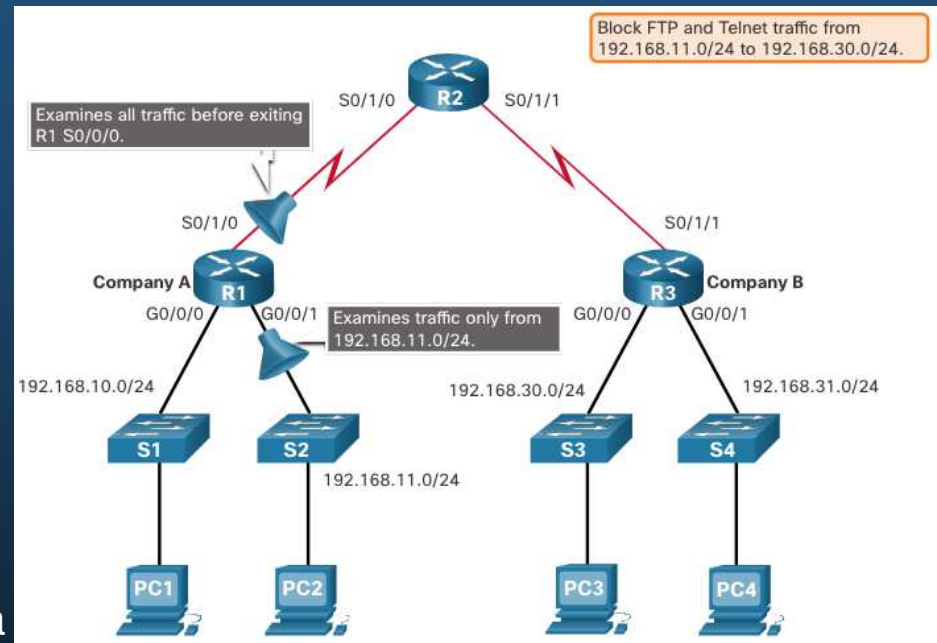 Block FTP and Telnet traffic from
192.168.11.0/24 to 192.168.30.0/24.
R2
S0/1/0
S0/1/1
Examines all traffic before exiting
R1 S0/0/0.
S0/1/0
S0/1/1
Company A
R1
R3
Company B
G0/0/0
G0/0/1
G0/0/0
G0/0/1
Examines traffic only from
192.168.11.0/24.
192.168.10.0/24
192.168.30.0/24
192.168.31.0/24
S1
S2
S3
S4
192.168.11.0/24
PC1
PC2
PC3
PC4